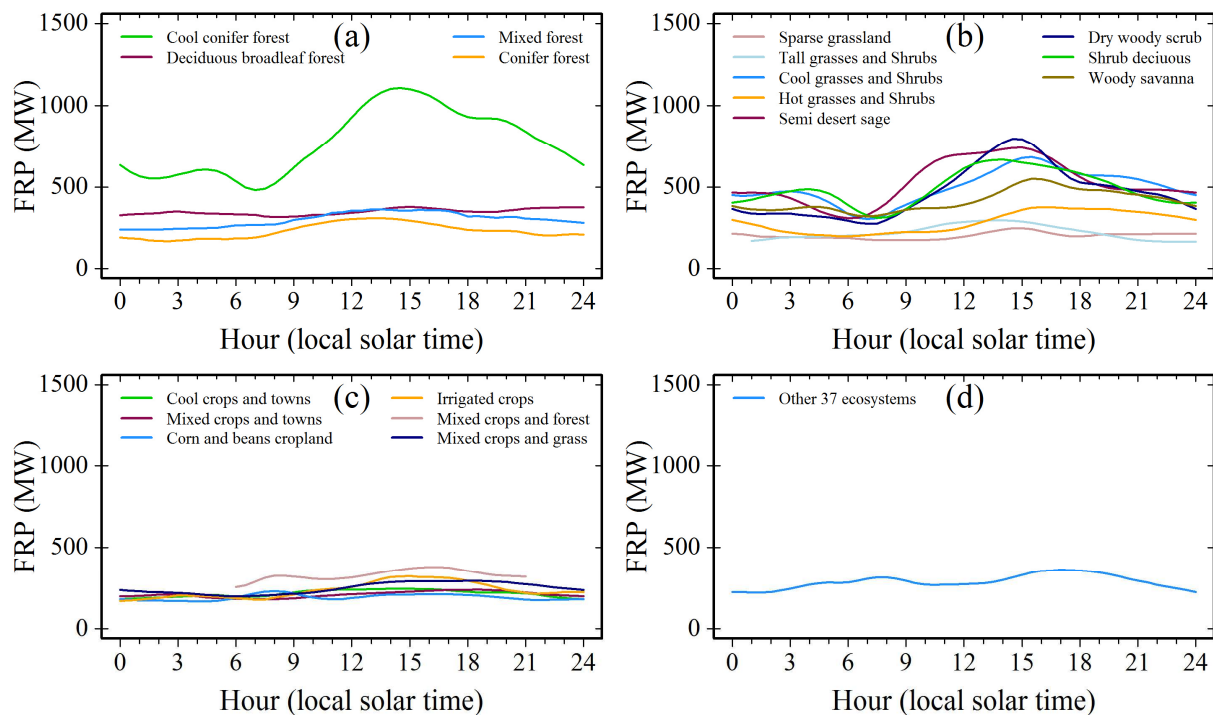 1500
1000
500
0
FRP (MW)
(a)
Cool conifer forest
Deciduous broadleaf forest
Mixed forest
Conifer forest
0 3 6 9 12 15 18 21 24
Hour (local solar time)
1500
1000
500
0
FRP (MW)
(b)
Sparse grassland
Tall grasses and Shrubs
Cool grasses and Shrubs
Hot grasses and Shrubs
Semi desert sage
Dry woody scrub
Shrub deciuous
Woody savanna
0 3 6 9 12 15 18 21 24
Hour (local solar time)
1500
1000
500
0
FRP (MW)
(c)
Cool crops and towns
Mixed crops and towns
Corn and beans cropland
Irrigated crops
Mixed crops and forest
Mixed crops and grass
0 3 6 9 12 15 18 21 24
Hour (local solar time)
1500
1000
500
0
FRP (MW)
(d)
Other 37 ecosystems
0 3 6 9 12 15 18 21 24
Hour (local solar time)